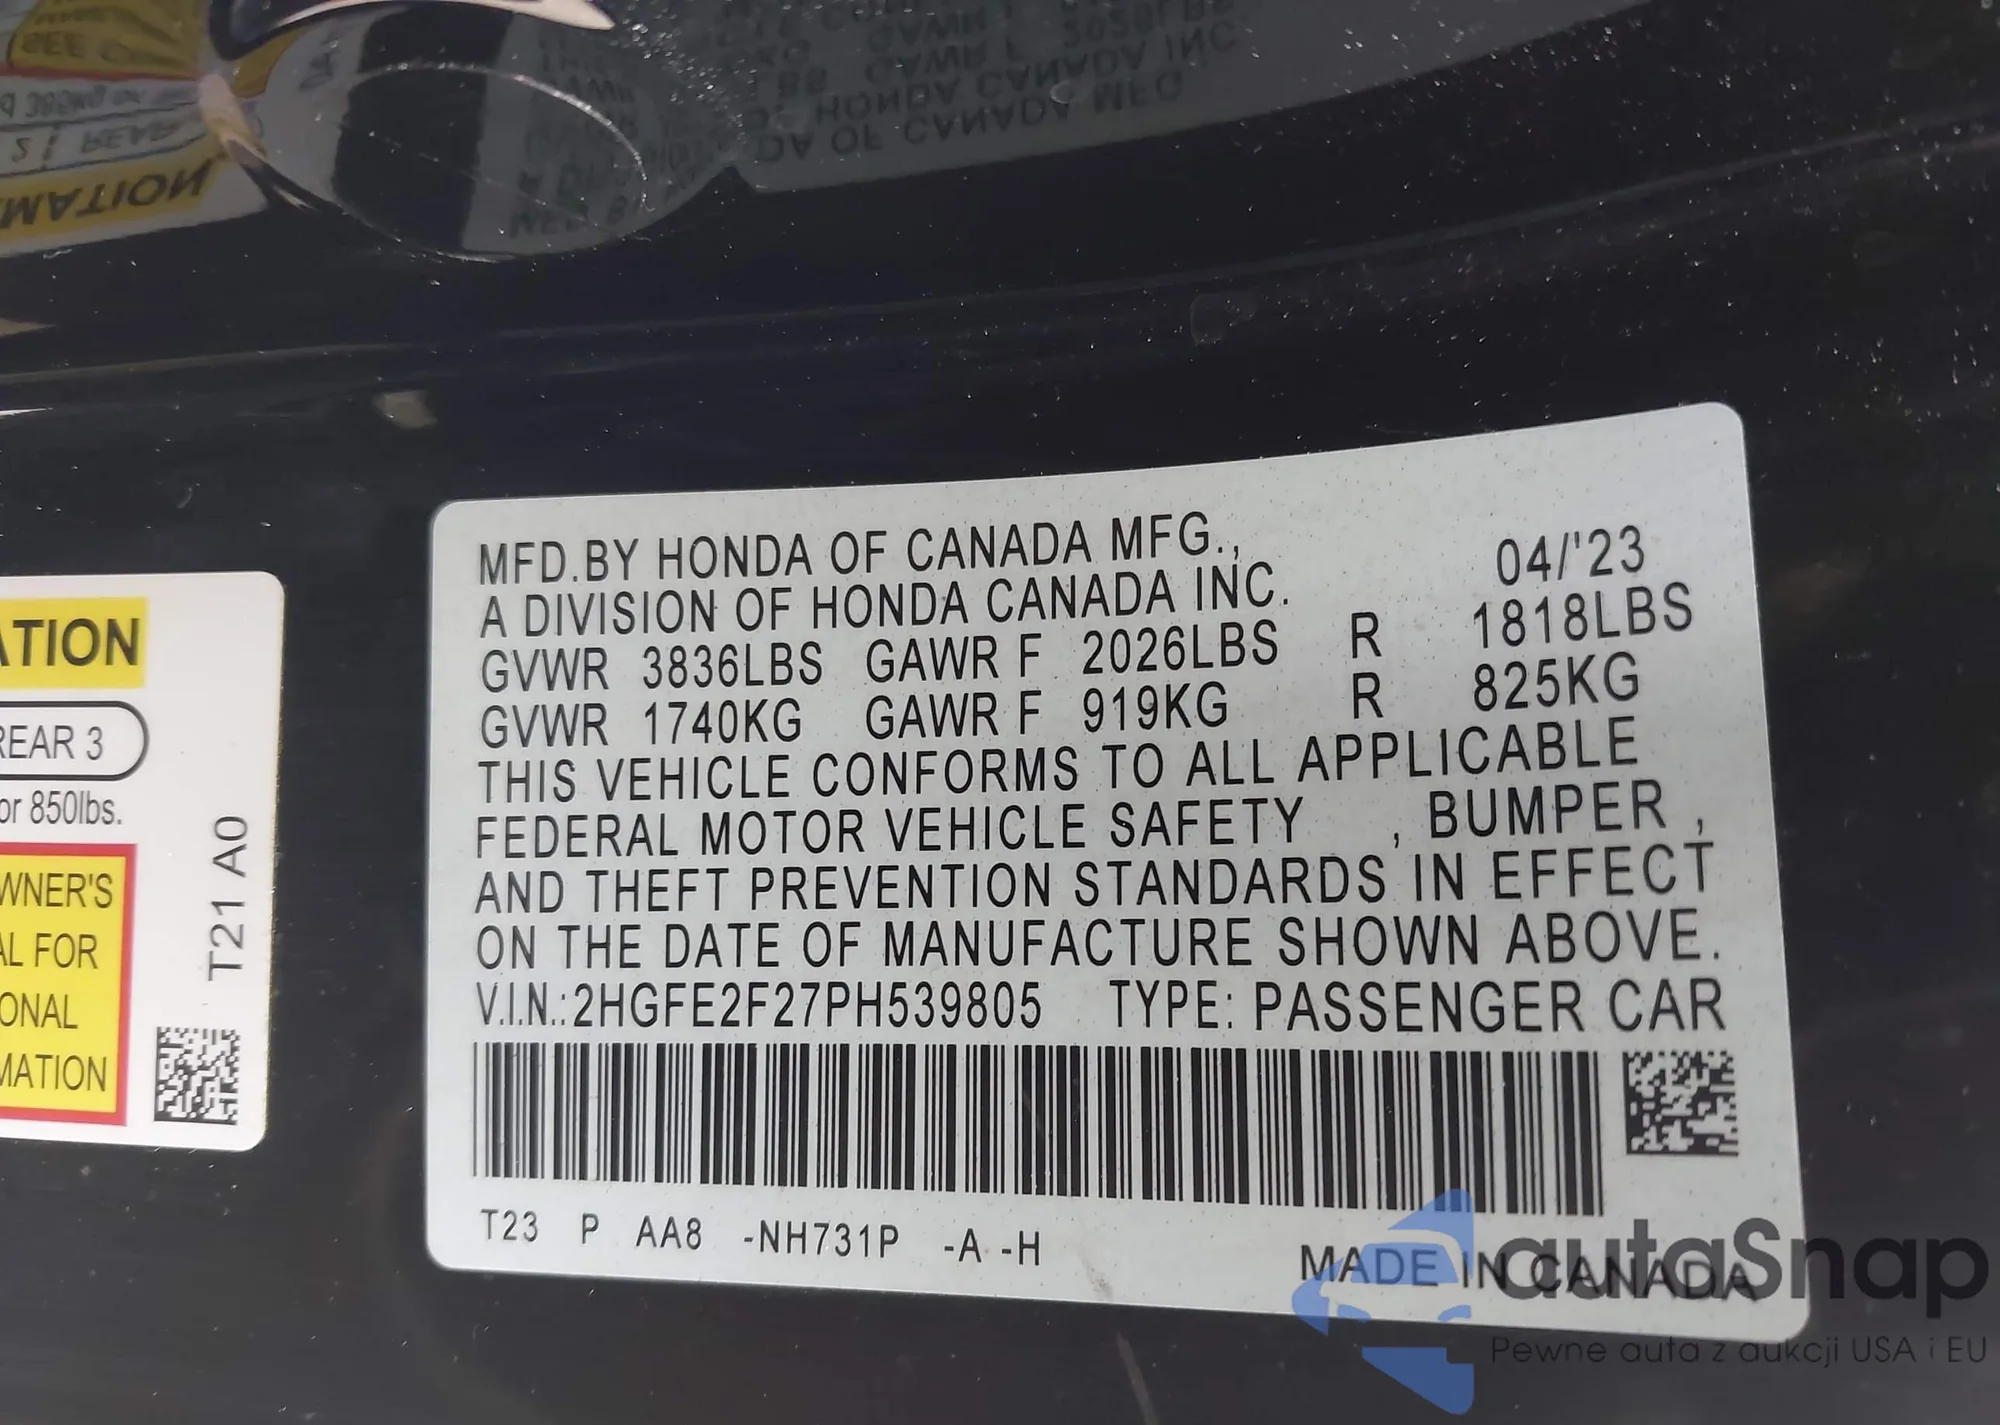 MFD.BY HONDA OF CANADA MFG.,
A DIVISION OF HONDA CANADA INC. 04/'23
GVWR 3836LBS GAWR F 2026LBS R 1818LBS
GVWR 1740KG GAWR F 919KG R 825KG
THIS VEHICLE CONFORMS TO ALL APPLICABLE
FEDERAL MOTOR VEHICLE SAFETY , BUMPER ,
AND THEFT PREVENTION STANDARDS IN EFFECT
ON THE DATE OF MANUFACTURE SHOWN ABOVE.
V.I.N.:2HGFE2F27PH539805 TYPE: PASSENGER CAR
T23 P AA8 -NH731P -A -H
MADE IN CANADA
ATION
REAR 3
or 850lbs.
WNER'S
AL FOR
ONAL
MATION
T21 A0
autoSnap
Pewne auta z aukcji USA i EU